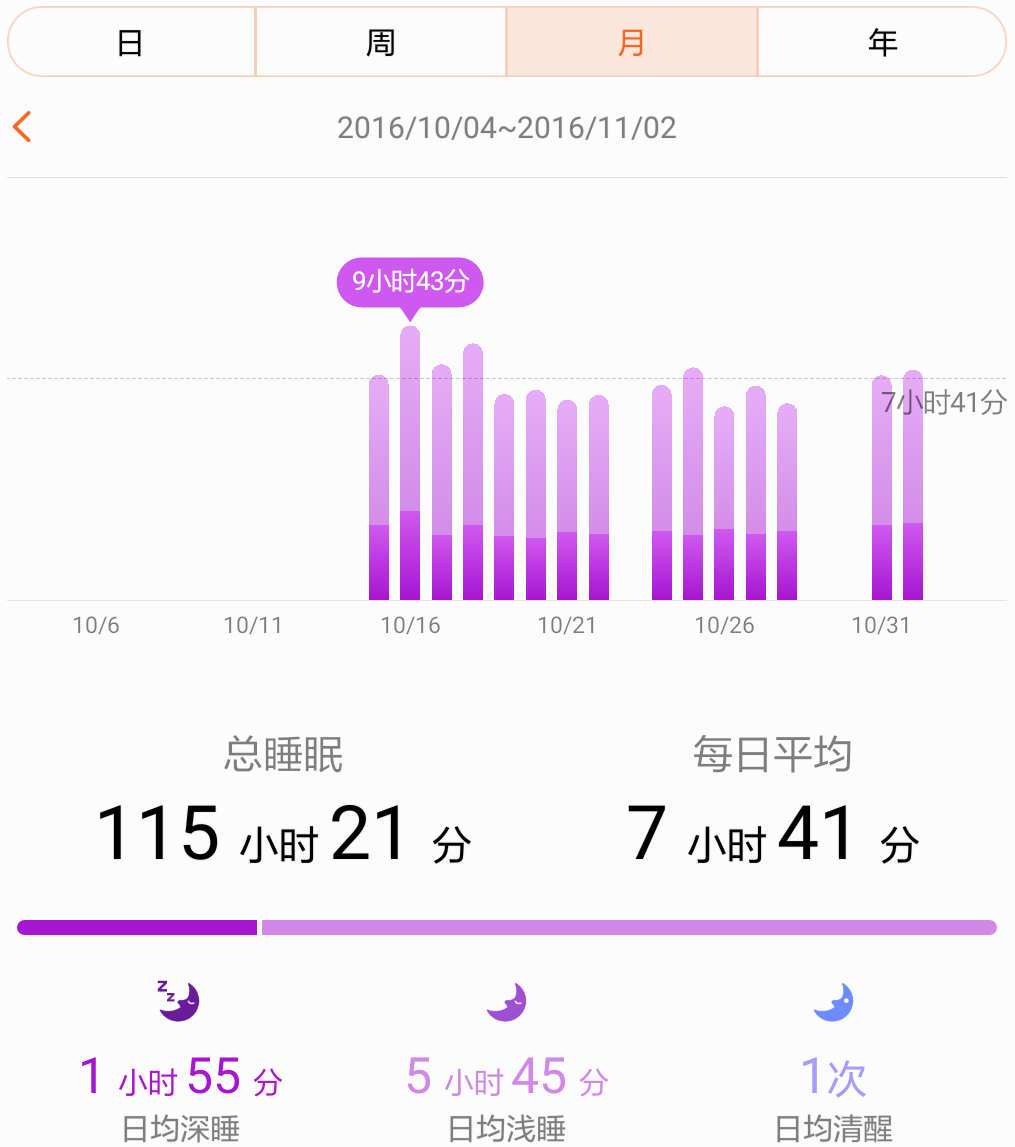 日 周 月 年
2016/10/04~2016/11/02
9小时43分
7小时41分
10/6 10/11 10/16 10/21 10/26 10/31
总睡眠 每日平均
115 小时 21 分 7 小时 41 分
1 小时 55 分 5 小时 45 分 1次
日均深睡 日均浅睡 日均清醒